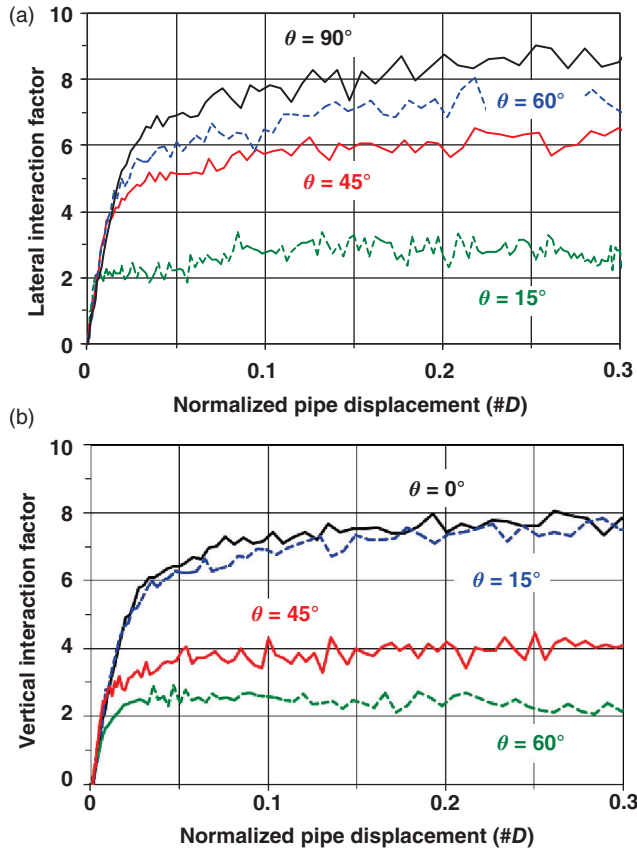 (a)
10
8
6
4
2
0
Lateral interaction factor
θ = 90°
θ = 60°
θ = 45°
θ = 15°
0 0.1 0.2 0.3
Normalized pipe displacement (#D)
(b)
10
8
6
4
2
0
Vertical interaction factor
θ = 0°
θ = 15°
θ = 45°
θ = 60°
0 0.1 0.2 0.3
Normalized pipe displacement (#D)